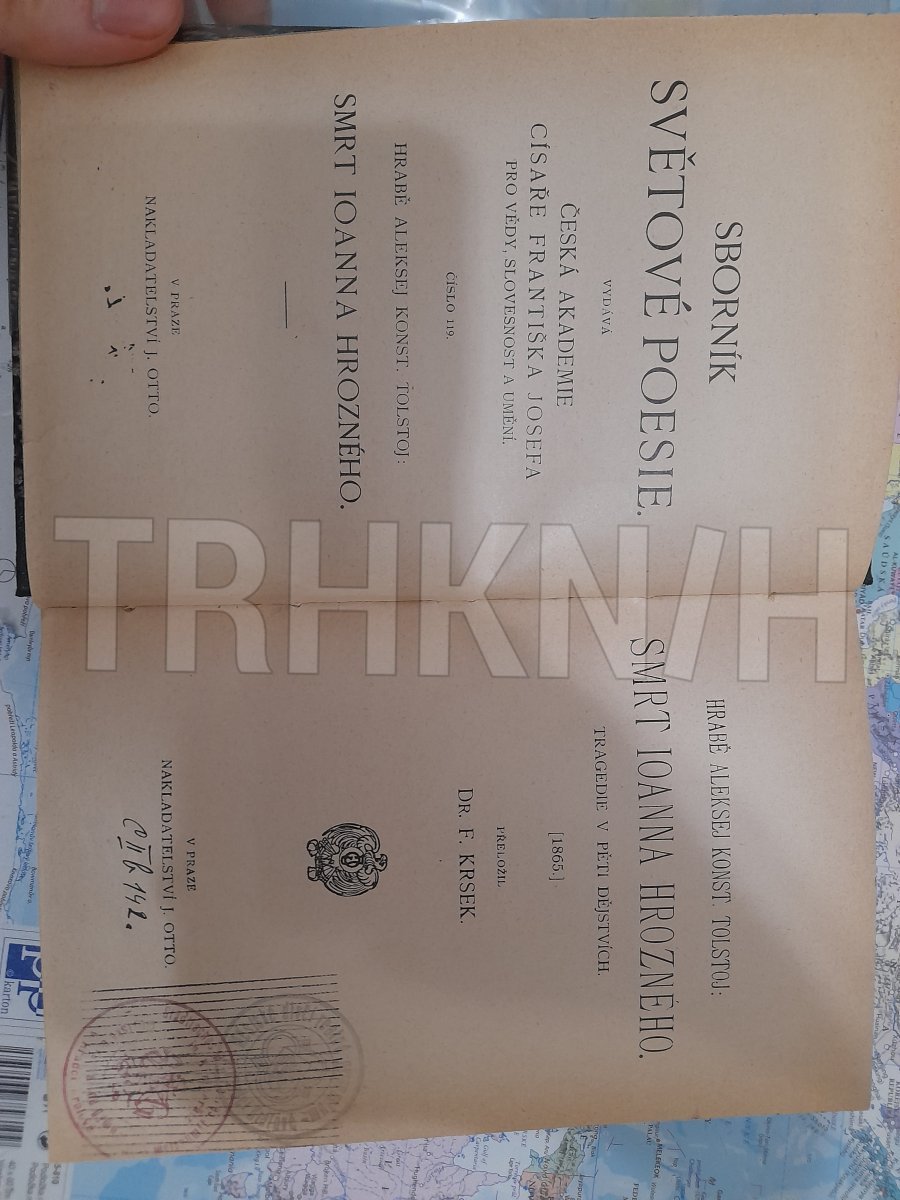 SBORNÍK
SVĚTOVÉ POESIE.
VYDÁVÁ
ČESKÁ AKADEMIE
CÍSAŘE FRANTIŠKA JOSEFA
PRO VĚDY, SLOVESNOST A UMĚNÍ.
ČÍSLO 119.
HRABĚ ALEKSEJ KONST. TOLSTOJ:
SMRT IOANNA HROZNÉHO.
V PRAZE
NAKLADATELSTVÍ J. OTTO.
HRABĚ ALEKSEJ KONST. TOLSTOJ:
SMRT IOANNA HROZNÉHO.
TRAGEDIE V PĚTI DĚJSTVÍCH.
[1865.]
PŘELOŽIL
DR. F. KRSEK.
V PRAZE
NAKLADATELSTVÍ J. OTTO.
TRHKNIH
karton
SAÚDSKÁ